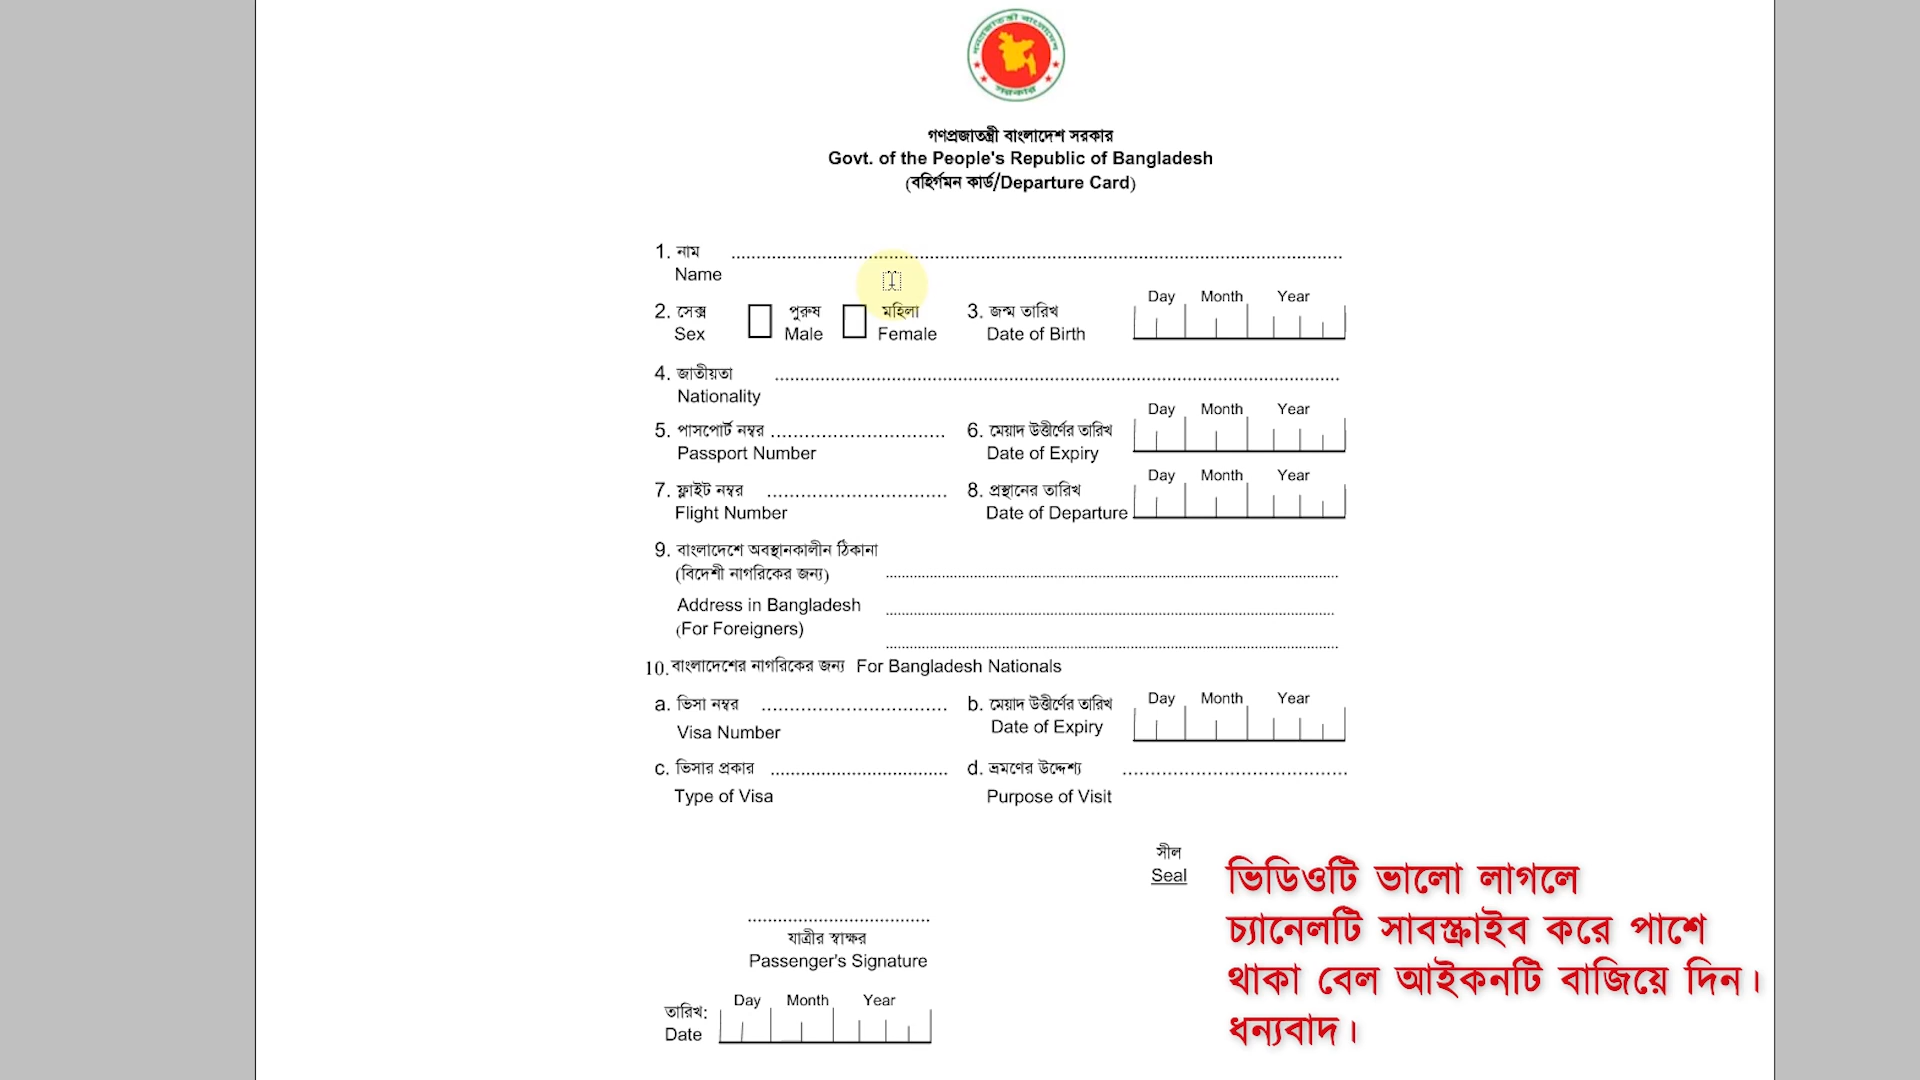 গণপ্রজাতন্ত্রী বাংলাদেশ সরকার
গণপ্রজাতন্ত্রী বাংলাদেশ সরকার
Govt. of the People's Republic of Bangladesh
(বহির্গমন কার্ড/Departure Card)
1. নাম ........................................
Name
2. সেক্স পুরুষ মহিলা 3. জন্ম তারিখ Day Month Year
Sex Male Female Date of Birth
4. জাতীয়তা ........................................
Nationality
5. পাসপোর্ট নম্বর .............................. 6. মেয়াদ উত্তীর্ণের তারিখ Day Month Year
Passport Number Date of Expiry
7. ফ্লাইট নম্বর .............................. 8. প্রস্থানের তারিখ Day Month Year
Flight Number Date of Departure
9. বাংলাদেশে অবস্থানকালীন ঠিকানা
(বিদেশী নাগরিকের জন্য) ........................................
Address in Bangladesh ........................................
(For Foreigners)
........................................
10. বাংলাদেশের নাগরিকের জন্য For Bangladesh Nationals
a. ভিসা নম্বর .............................. b. মেয়াদ উত্তীর্ণের তারিখ Day Month Year
Visa Number Date of Expiry
c. ভিসার প্রকার .............................. d. ভ্রমণের উদ্দেশ্য ..............................
Type of Visa Purpose of Visit
সীল
Seal
..............................
যাত্রীর স্বাক্ষর
Passenger's Signature
তারিখ: Day Month Year
Date
ভিডিওটি ভালো লাগলে
চ্যানেলটি সাবস্ক্রাইব করে পাশে
থাকা বেল আইকনটি বাজিয়ে দিন।
ধন্যবাদ।